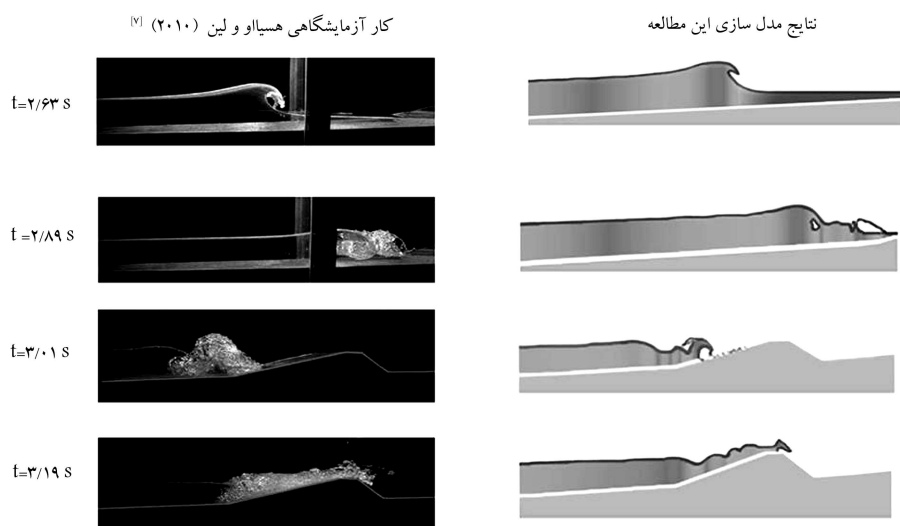 نتایج مدل سازی این مطالعه
کار آزمایشگاهی هسیااو و لین (۲۰۱۰) [۷]
t=۲/۶۳ s
t=۲/۸۹ s
t=۳/۰۱ s
t=۳/۱۹ s